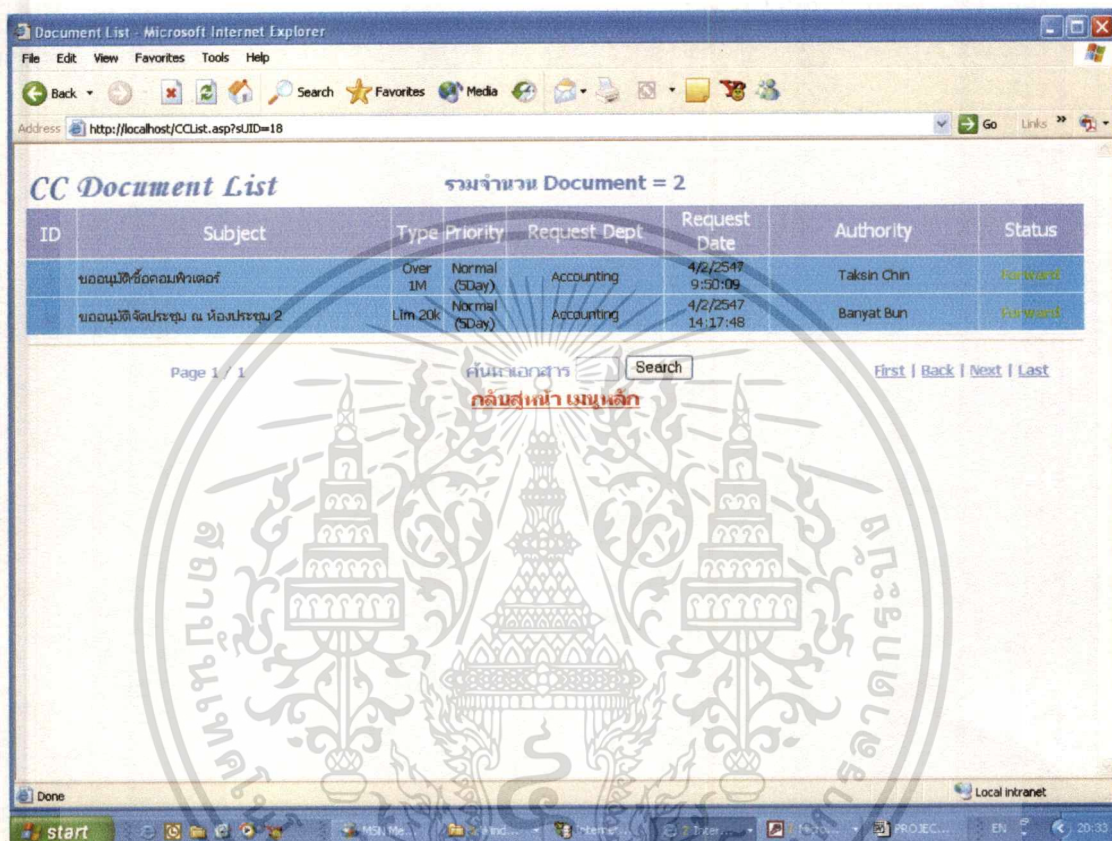 Document List - Microsoft Internet Explorer
File Edit View Favorites Tools Help
Back Search Favorites Media
Address http://localhost/CCList.asp?sUID=18 Go Links »
CC Document List รวมจำนวน Document = 2
ID Subject Type Priority Request Dept Request Date Authority Status
ขออนุมัติซื้อคอมพิวเตอร์ Over 1M Normal (5Day) Accounting 4/2/2547 9:50:09 Taksin Chin Forward
ขออนุมัติจัดประชุม ณ ห้องประชุม 2 Lim 20k Normal (5Day) Accounting 4/2/2547 14:17:48 Banyat Bun Forward
Page 1 / 1 ค้นหาเอกสาร Search First | Back | Next | Last
กลับสู่หน้า เมนูหลัก
Done Local intranet
start MSN Me... 2 Inter... PROJEC... EN 20:33